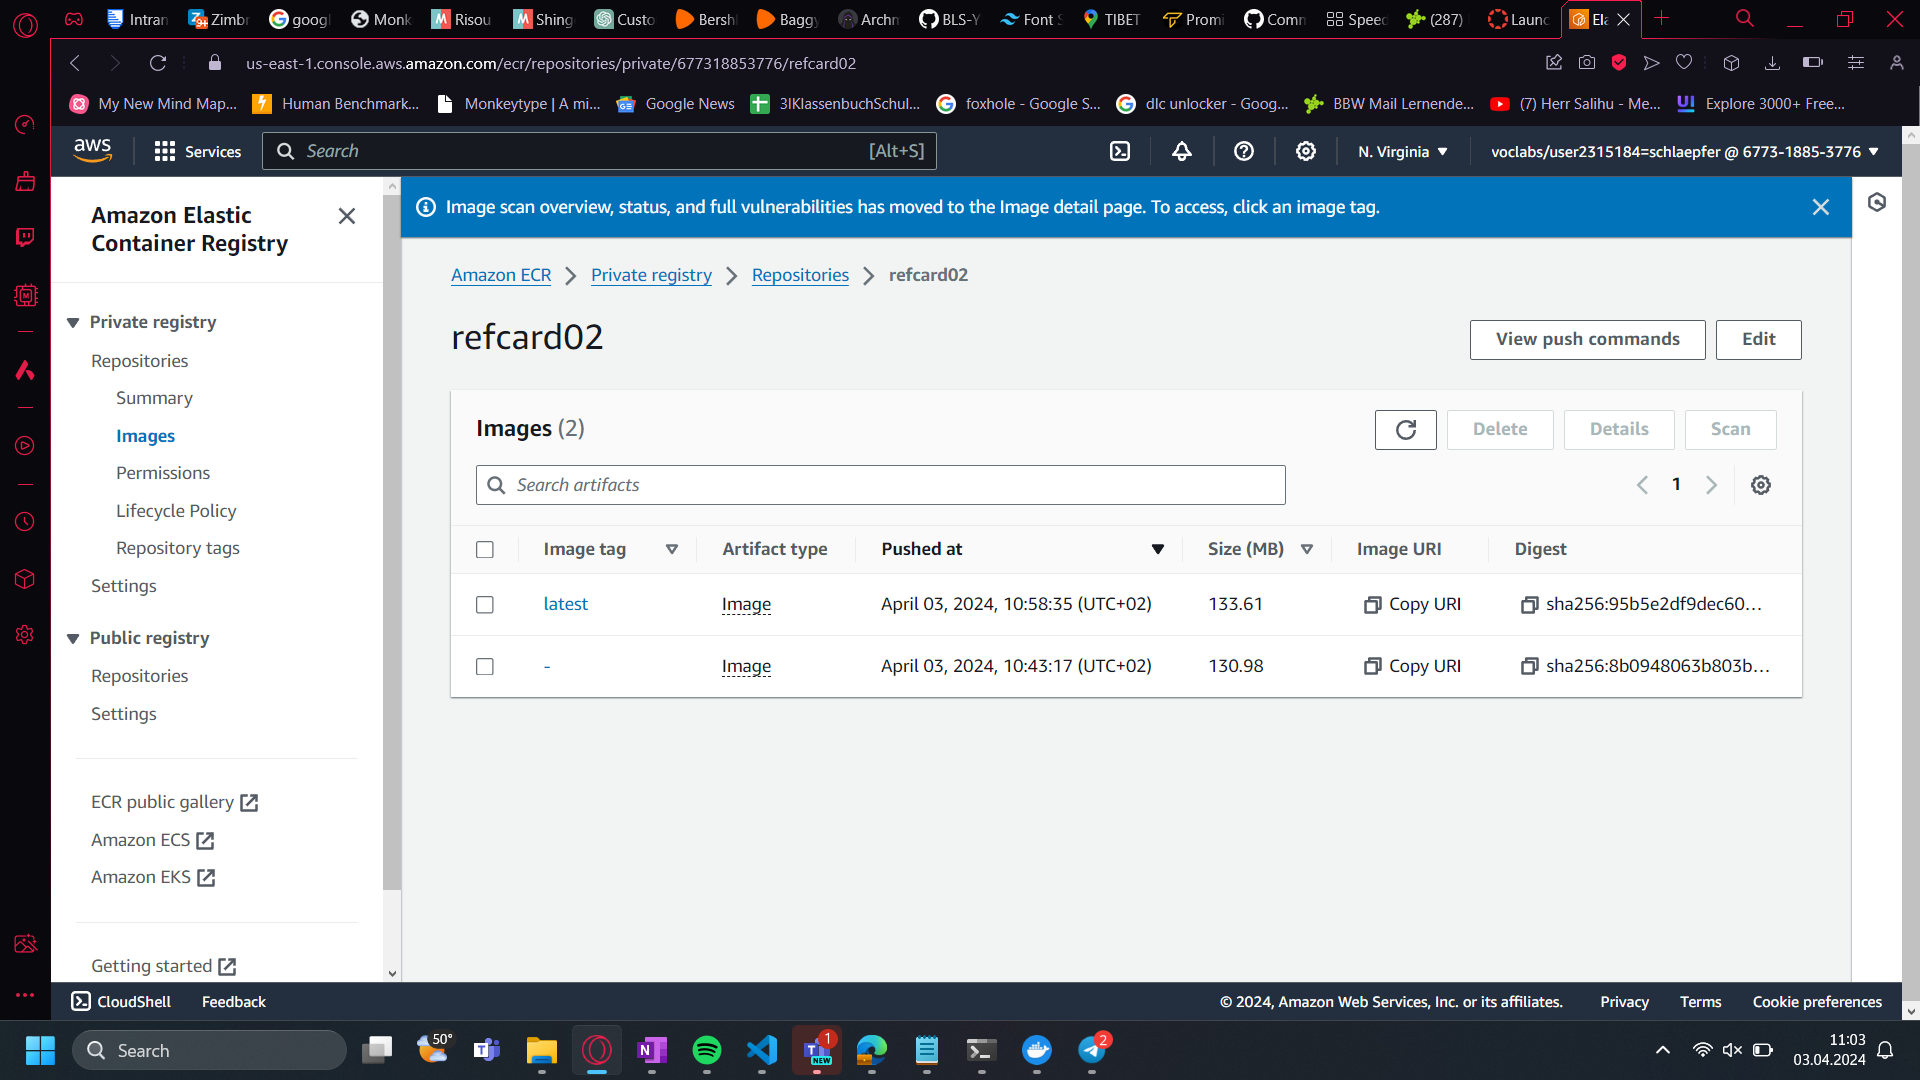 Intran
Zimbr
googl
Monk
Risou
Shing
Custo
Bershk
Baggy
Archm
BLS-Y
Font S
TIBET
Promi
Comm
Speed
(287)
Launc
Ela
us-east-1.console.aws.amazon.com/ecr/repositories/private/677318853776/refcard02
My New Mind Map...
Human Benchmark...
Monkeytype | A mi...
Google News
3IKlassenbuchSchul...
foxhole - Google S...
dlc unlocker - Goog...
BBW Mail Lernende...
(7) Herr Salihu - Me...
UI Explore 3000+ Free...
aws
Services
Search
[Alt+S]
N. Virginia
voclabs/user2315184=schlaepfer @ 6773-1885-3776
Amazon Elastic
Container Registry
Private registry
Repositories
Summary
Images
Permissions
Lifecycle Policy
Repository tags
Settings
Public registry
Repositories
Settings
ECR public gallery
Amazon ECS
Amazon EKS
Getting started
Image scan overview, status, and full vulnerabilities has moved to the Image detail page. To access, click an image tag.
Amazon ECR
Private registry
Repositories
refcard02
refcard02
View push commands
Edit
Images (2)
Delete
Details
Scan
Search artifacts
1
Image tag
Artifact type
Pushed at
Size (MB)
Image URI
Digest
latest
Image
April 03, 2024, 10:58:35 (UTC+02)
133.61
Copy URI
sha256:95b5e2df9dec60...
-
Image
April 03, 2024, 10:43:17 (UTC+02)
130.98
Copy URI
sha256:8b0948063b803b...
CloudShell
Feedback
© 2024, Amazon Web Services, Inc. or its affiliates.
Privacy
Terms
Cookie preferences
Search
50°
1
NEW
2
11:03
03.04.2024